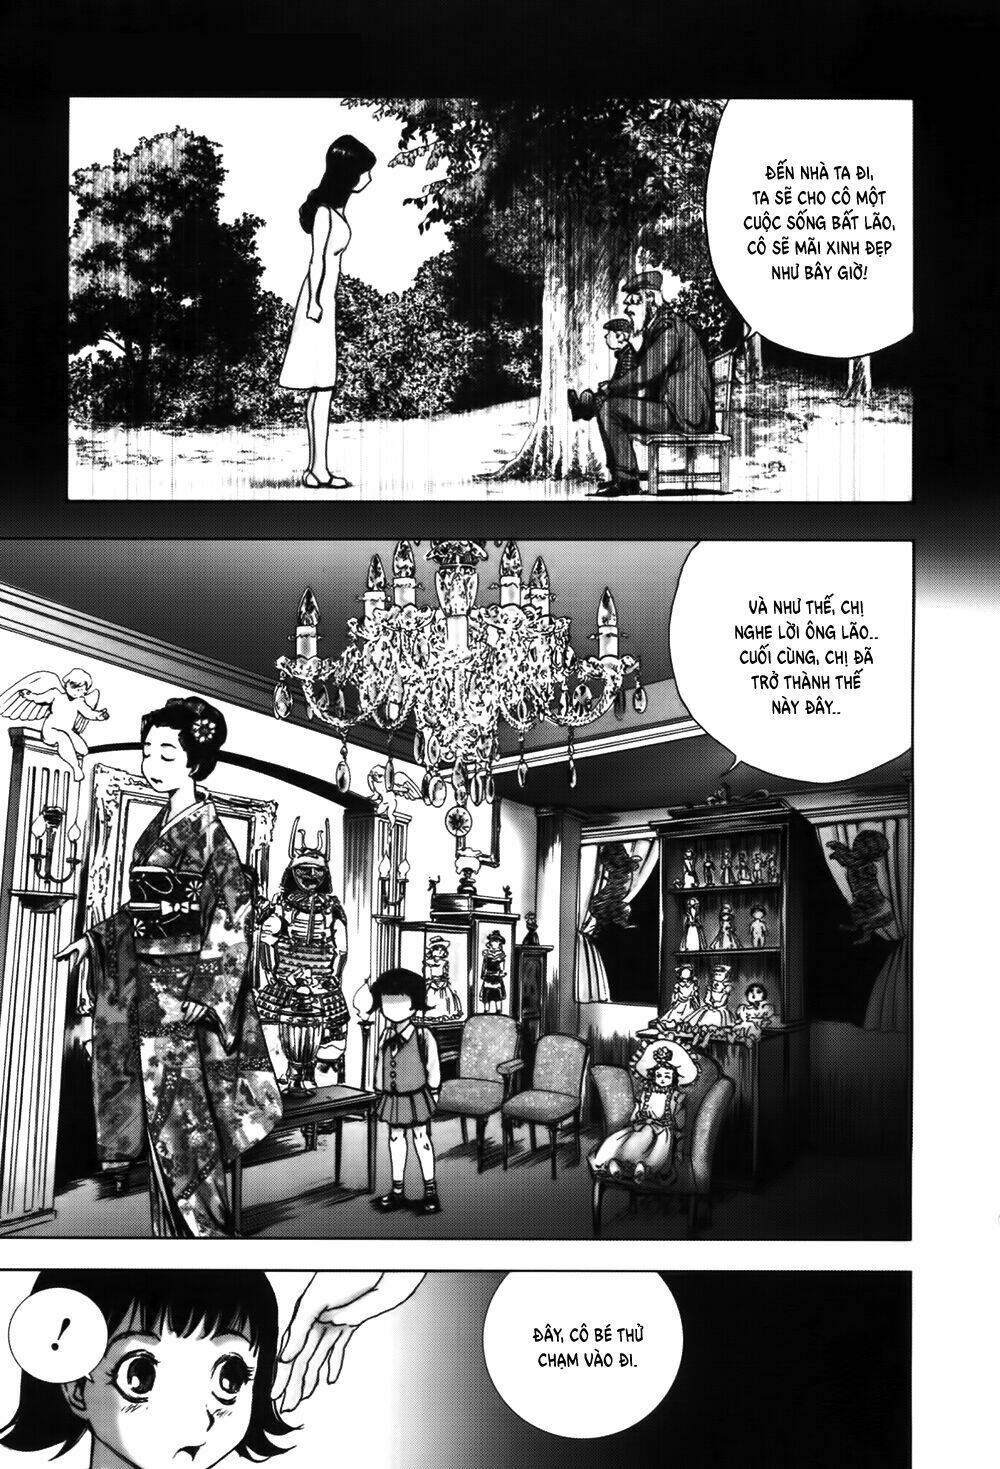 ĐẾN NHÀ TA ĐI,
TA SẼ CHO CÔ MỘT
CUỘC SỐNG BẤT LÃO,
CÔ SẼ MÃI XINH ĐẸP
NHƯ BÂY GIỜ!
VÀ NHƯ THẾ, CHỊ
NGHE LỜI ÔNG LÃO..
CUỐI CÙNG, CHỊ ĐÃ
TRỞ THÀNH THẾ
NÀY ĐÂY..
!
ĐÂY, CÔ BÉ THỬ
CHẠM VÀO ĐI.